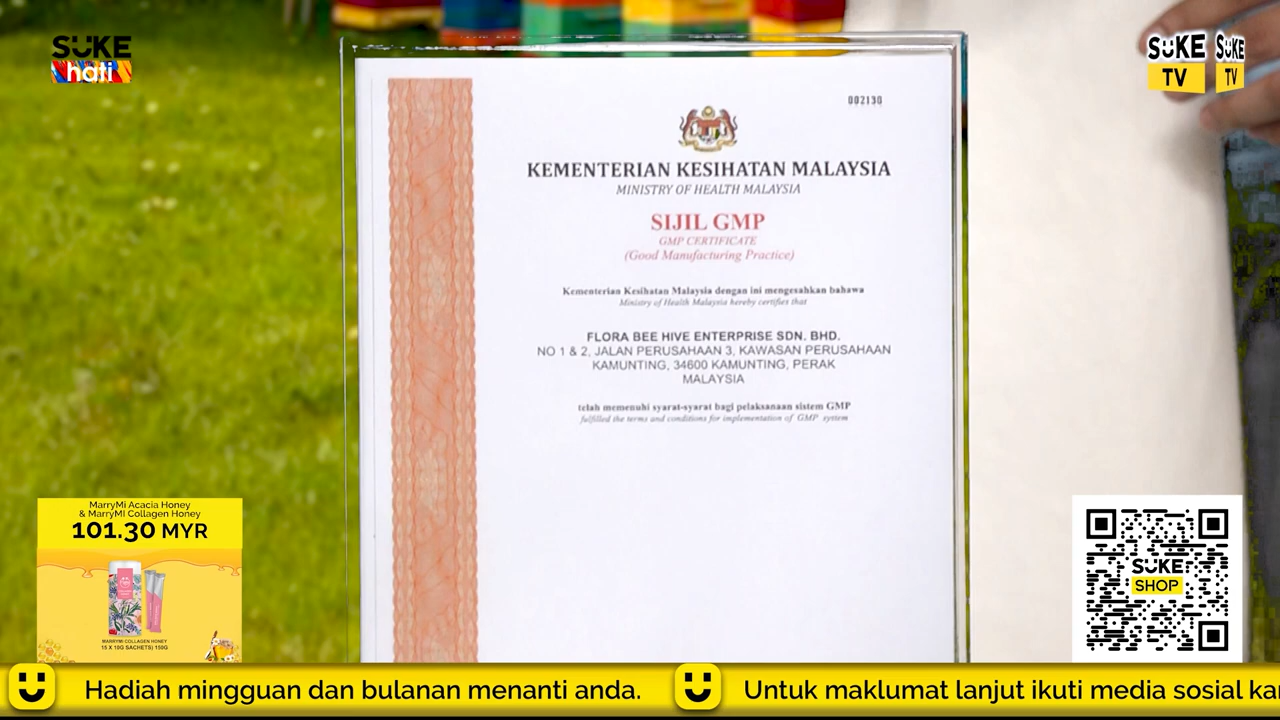 SUKE
hati
SUKE
TV
SUKE
TV
002130
KEMENTERIAN KESIHATAN MALAYSIA
MINISTRY OF HEALTH MALAYSIA
SIJIL GMP
GMP CERTIFICATE
(Good Manufacturing Practice)
Kementerian Kesihatan Malaysia dengan ini mengesahkan bahawa
Ministry of Health Malaysia hereby certifies that
FLORA BEE HIVE ENTERPRISE SDN. BHD.
NO 1 & 2, JALAN PERUSAHAAN 3, KAWASAN PERUSAHAAN
KAMUNTING, 34600 KAMUNTING, PERAK
MALAYSIA
telah memenuhi syarat-syarat bagi pelaksanaan sistem GMP
fulfilled the terms and conditions for implementation of GMP system
MarryMi Acacia Honey
& MarryMI Collagen Honey
101.30 MYR
MARRYMI COLLAGEN HONEY
15 X 10G SACHETS) 150G
SUKE
SHOP
Hadiah mingguan dan bulanan menanti anda.
Untuk maklumat lanjut ikuti media sosial